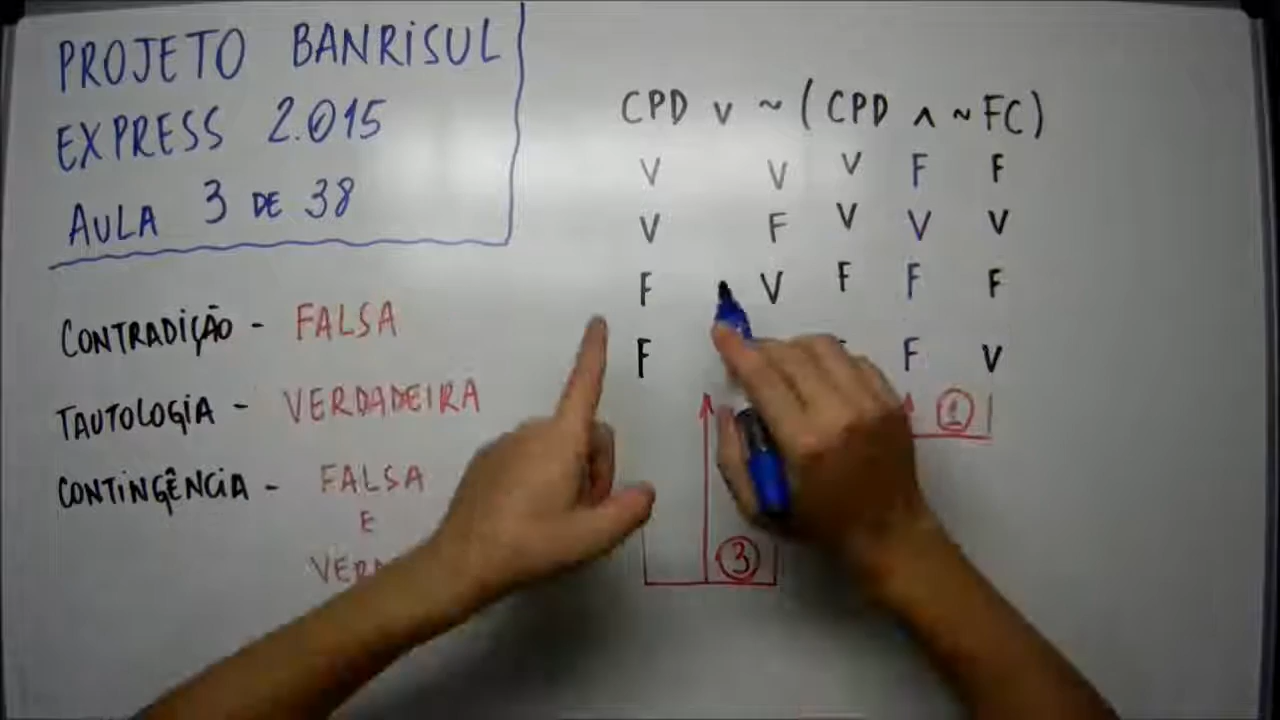 PROJETO BANRISUL
EXPRESS 2.015
AULA 3 DE 38
CONTRADIÇÃO - FALSA
TAUTOLOGIA - VERDADEIRA
CONTINGÊNCIA - FALSA
E
CPD v ~ (CPD ^ ~ FC)
V V V F F
V F V V V
F V F F F
F F V
1
3